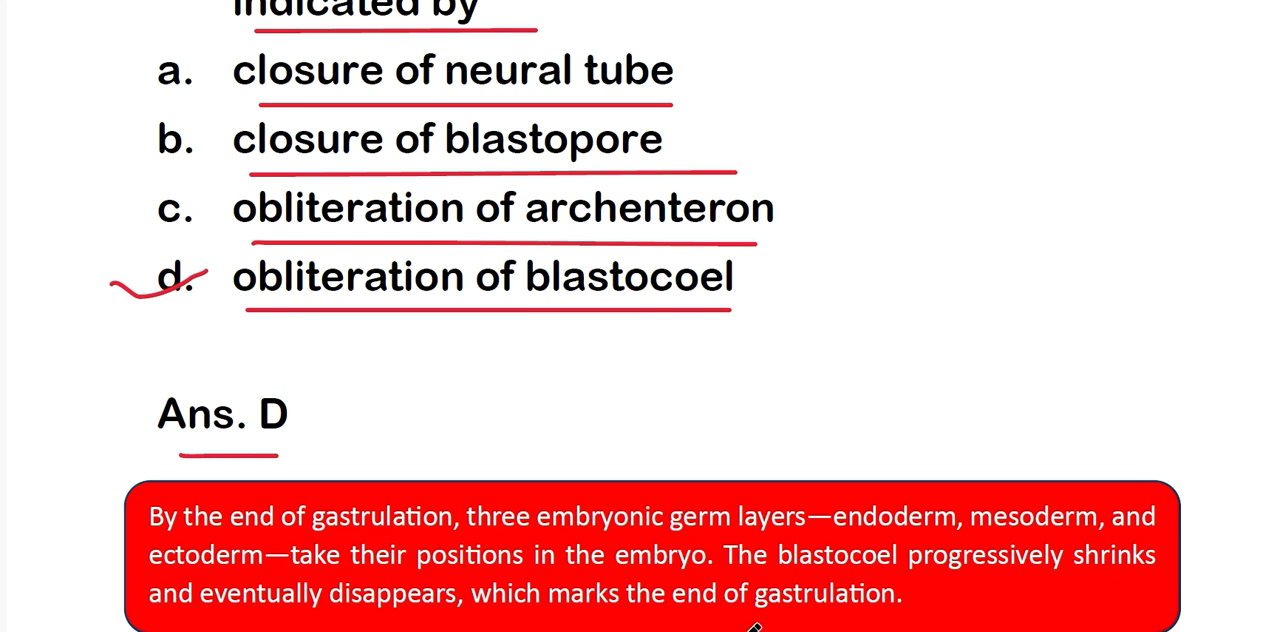 indicated by
a. closure of neural tube
b. closure of blastopore
c. obliteration of archenteron
d. obliteration of blastocoel
Ans. D
By the end of gastrulation, three embryonic germ layers—endoderm, mesoderm, and
ectoderm—take their positions in the embryo. The blastocoel progressively shrinks
and eventually disappears, which marks the end of gastrulation.